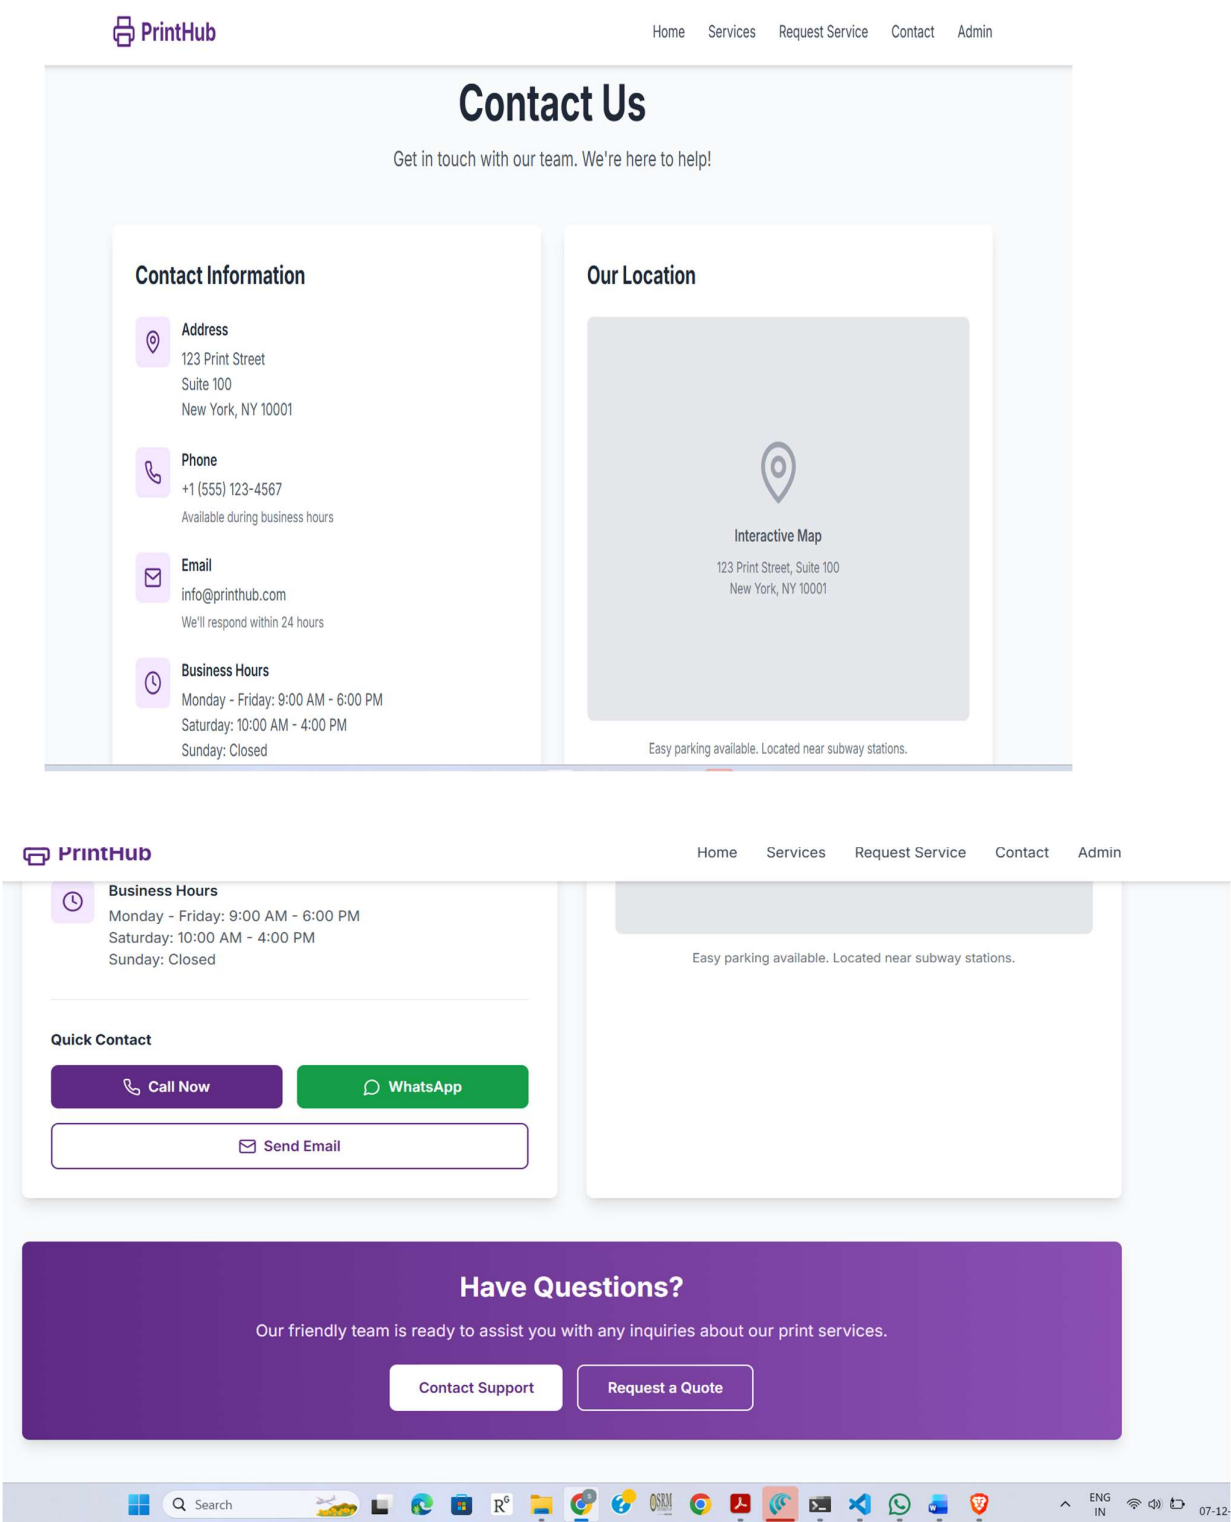 PrintHub
Home Services Request Service Contact Admin
Contact Us
Get in touch with our team. We're here to help!
Contact Information
Address
123 Print Street
Suite 100
New York, NY 10001
Phone
+1 (555) 123-4567
Available during business hours
Email
info@printhub.com
We'll respond within 24 hours
Business Hours
Monday - Friday: 9:00 AM - 6:00 PM
Saturday: 10:00 AM - 4:00 PM
Sunday: Closed
Our Location
Interactive Map
123 Print Street, Suite 100
New York, NY 10001
Easy parking available. Located near subway stations.
PrintHub
Home Services Request Service Contact Admin
Business Hours
Monday - Friday: 9:00 AM - 6:00 PM
Saturday: 10:00 AM - 4:00 PM
Sunday: Closed
Easy parking available. Located near subway stations.
Quick Contact
Call Now
WhatsApp
Send Email
Have Questions?
Our friendly team is ready to assist you with any inquiries about our print services.
Contact Support
Request a Quote
Search
RG
SRM
ENG
IN
07-12-